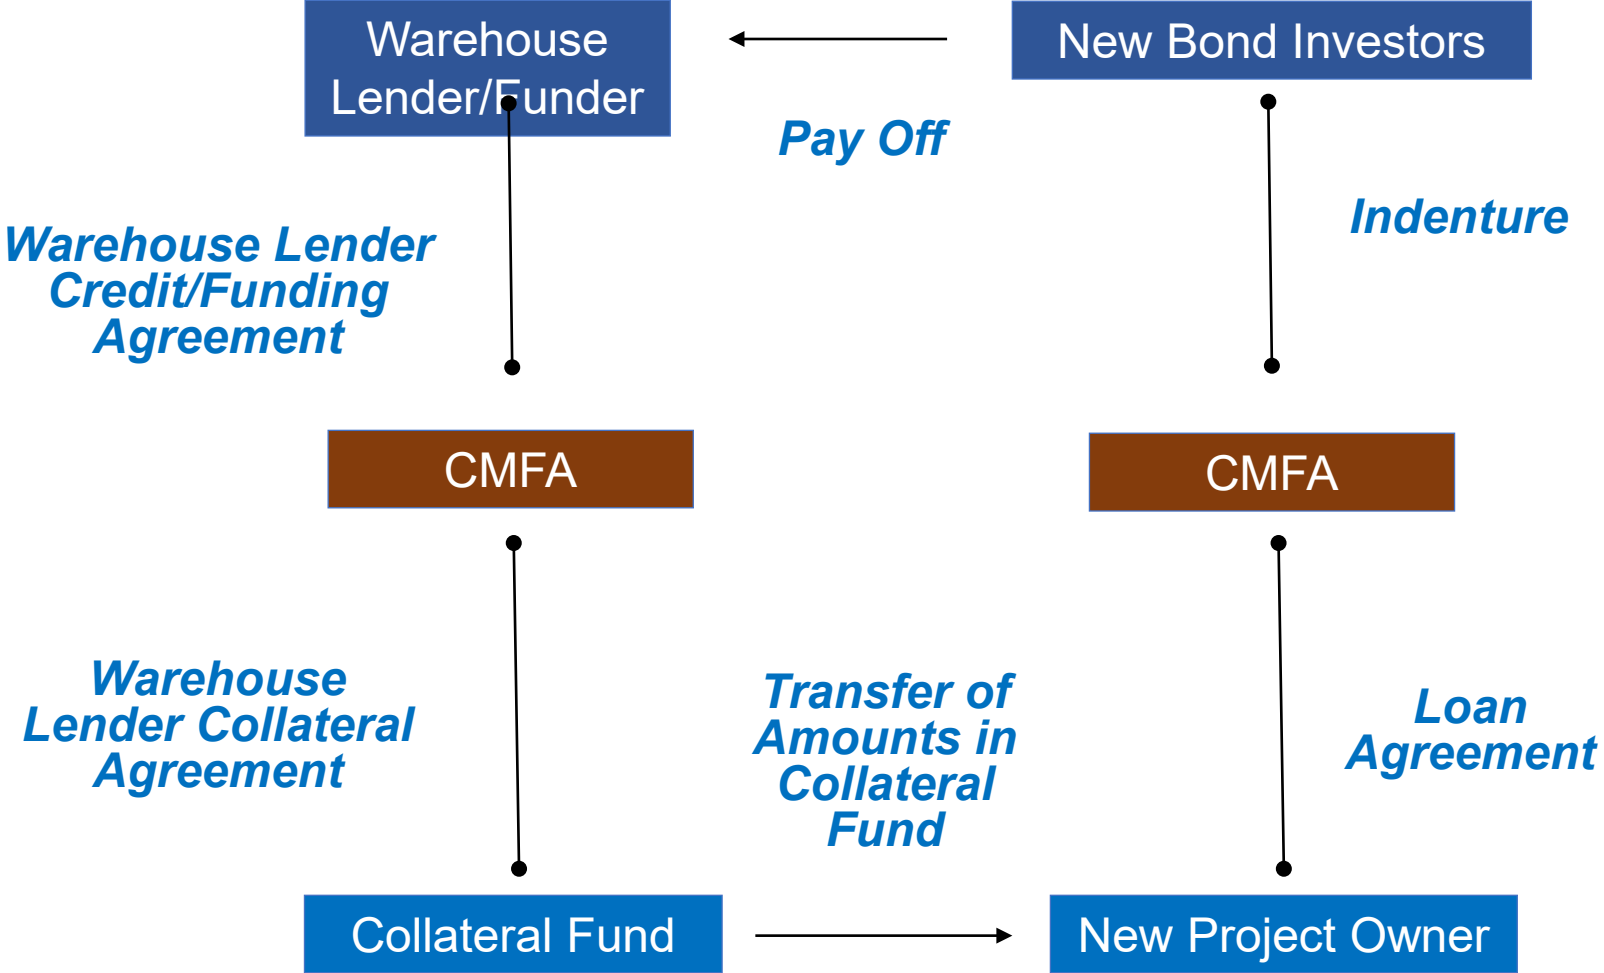 Warehouse
Lender/Funder
New Bond Investors
Pay Off
Warehouse Lender
Credit/Funding
Agreement
Indenture
CMFA
CMFA
Warehouse
Lender Collateral
Agreement
Transfer of
Amounts in
Collateral
Fund
Loan
Agreement
Collateral Fund
New Project Owner